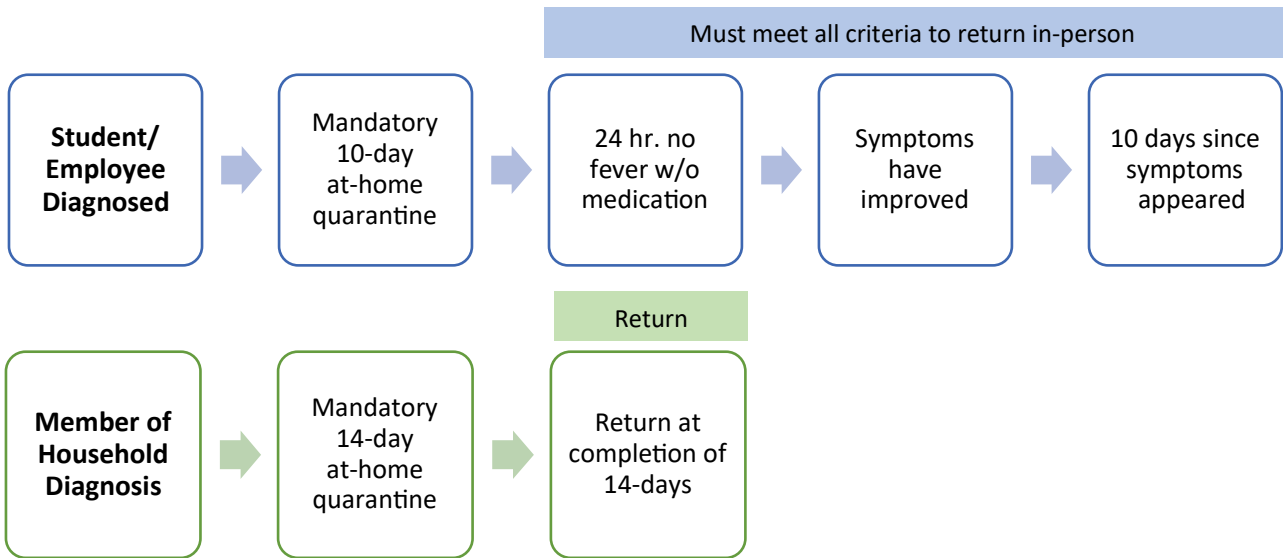 Must meet all criteria to return in-person
Student/
Employee
Diagnosed
Mandatory
10-day
at-home
quarantine
24 hr. no
fever w/o
medication
Symptoms
have
improved
10 days since
symptoms
appeared
Return
Member of
Household
Diagnosis
Mandatory
14-day
at-home
quarantine
Return at
completion of
14-days